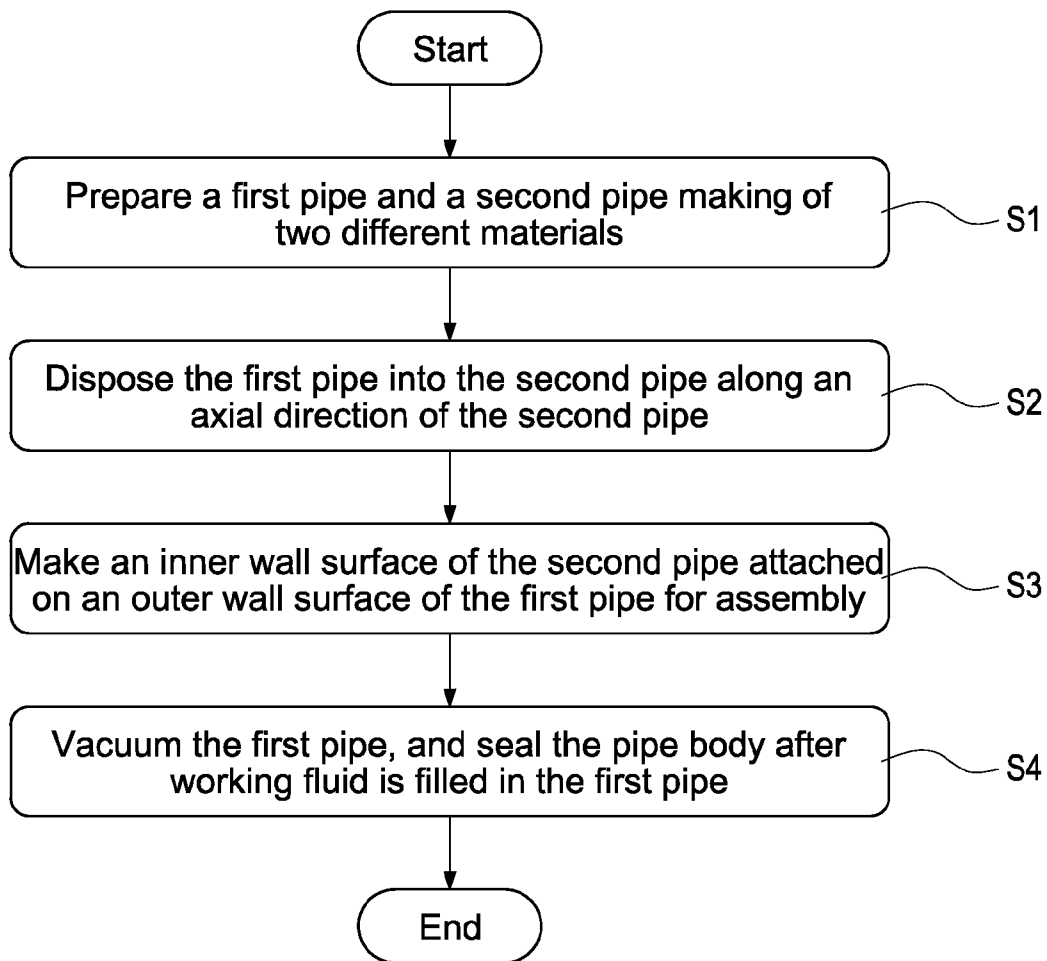 Start
Prepare a first pipe and a second pipe making of
two different materials
S1
Dispose the first pipe into the second pipe along an
axial direction of the second pipe
S2
Make an inner wall surface of the second pipe attached
on an outer wall surface of the first pipe for assembly
S3
Vacuum the first pipe, and seal the pipe body after
working fluid is filled in the first pipe
S4
End